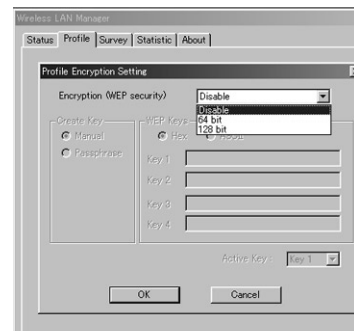 Wireless LAN Manager
Status Profile Survey Statistic About
Profile Encryption Setting
Encryption (WEP security) Disable
Disable
64 bit
128 bit
Create Key
WEP Keys
Manual
Hex
Passphrase
Key 1
Key 2
Key 3
Key 4
Active Key: Key 1
OK Cancel